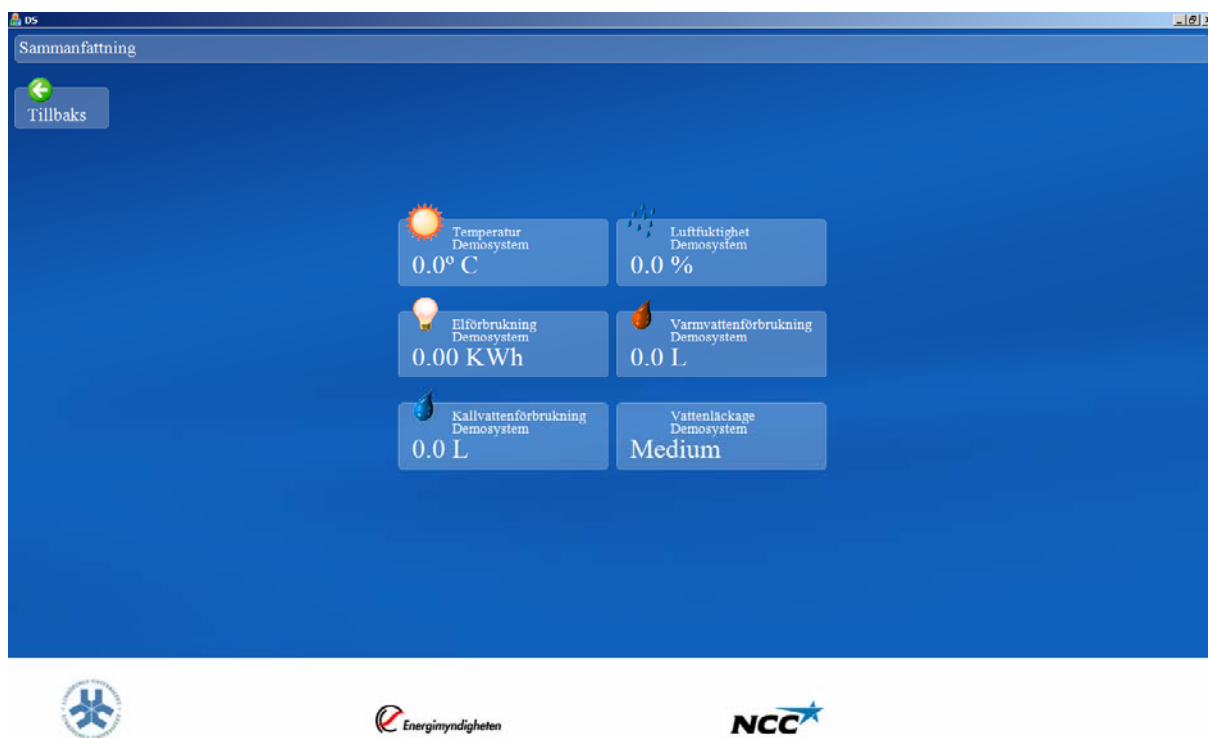 DS
Sammanfattning
Tillbaks
Temperatur
Demosystem
0.0° C
Luftfuktighet
Demosystem
0.0 %
Elförbrukning
Demosystem
0.00 KWh
Varmvattenförbrukning
Demosystem
0.0 L
Kallvattenförbrukning
Demosystem
0.0 L
Vattenläckage
Demosystem
Medium
Energimyndigheten
NCC